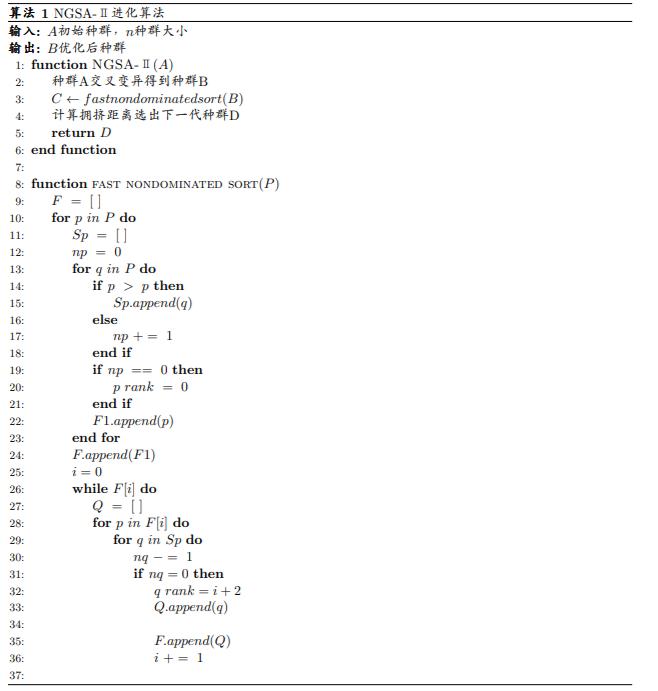 算法 1 NGSA-Ⅱ进化算法
输入: A初始种群，n种群大小
输出: B优化后种群
1: function NGSA-Ⅱ(A)
2: 种群A交叉变异得到种群B
3: C ← fastnondominatedsort(B)
4: 计算拥挤距离选出下一代种群D
5: return D
6: end function
7:
8: function FAST NONDOMINATED SORT(P)
9: F = [ ]
10: for p in P do
11: Sp = [ ]
12: np = 0
13: for q in P do
14: if p > p then
15: Sp.append(q)
16: else
17: np += 1
18: end if
19: if np == 0 then
20: p rank = 0
21: end if
22: F1.append(p)
23: end for
24: F.append(F1)
25: i = 0
26: while F[i] do
27: Q = [ ]
28: for p in F[i] do
29: for q in Sp do
30: nq -= 1
31: if nq = 0 then
32: q rank = i + 2
33: Q.append(q)
34:
35: F.append(Q)
36: i += 1
37: